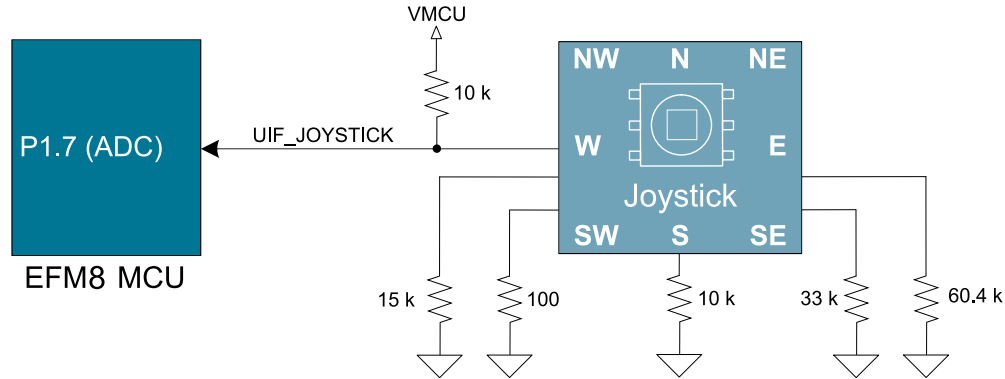 VMCU
10 k
NW N NE
P1.7 (ADC)
UIF_JOYSTICK
W E
Joystick
SW S SE
EFM8 MCU
15 k
100
10 k
33 k
60.4 k